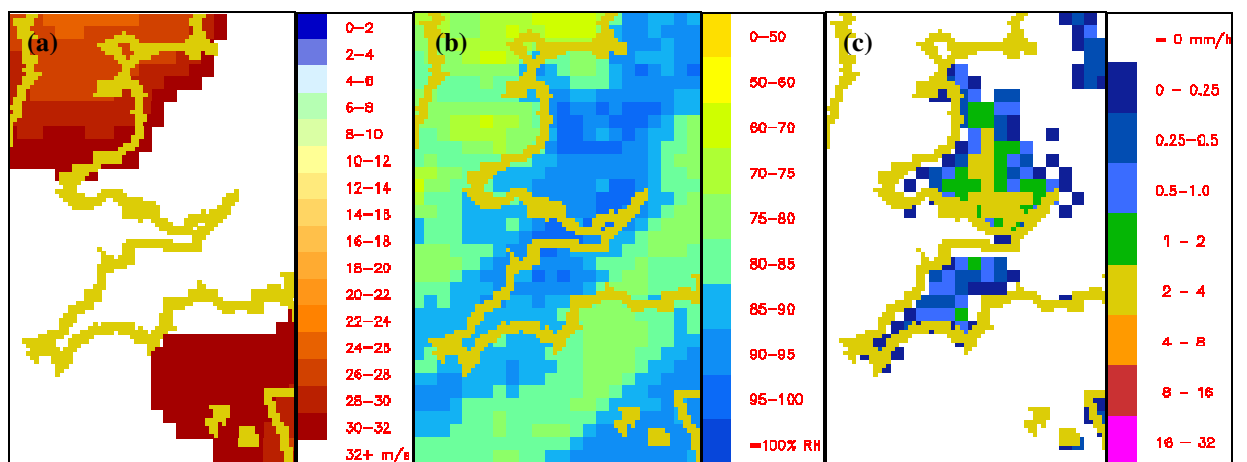 (a)
0-2
2-4
4-6
6-8
8-10
10-12
12-14
14-16
16-18
18-20
20-22
22-24
24-26
26-28
28-30
30-32
32+ m/s
(b)
0-50
50-60
60-70
70-75
75-80
80-85
85-90
90-95
95-100
=100% RH
(c)
= 0 mm/h
0 - 0.25
0.25-0.5
0.5-1.0
1 - 2
2 - 4
4 - 8
8 - 16
16 - 32